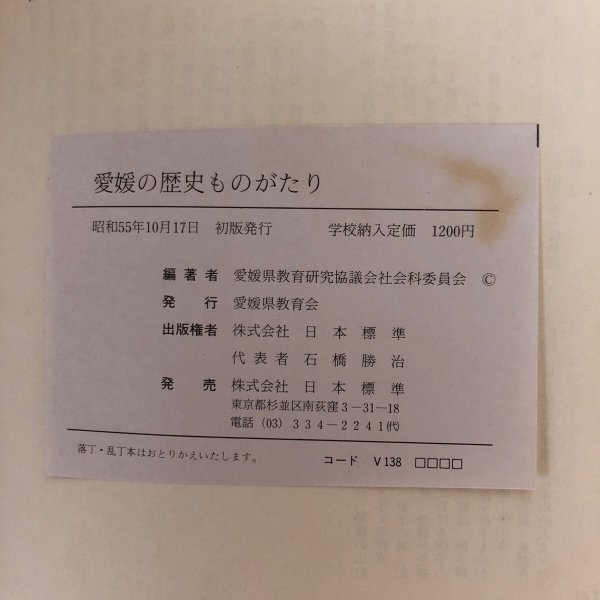 愛媛の歴史ものがたり
昭和55年10月17日 初版発行 学校納入定価 1200円
編著者 愛媛県教育研究協議会社会科委員会 ©
発行 愛媛県教育会
出版権者 株式会社 日本標準
代表者 石橋勝治
発売 株式会社 日本標準
東京都杉並区南荻窪3－31－18
電話(03) 334－2241(代)
落丁・乱丁本はおとりかえいたします。 コード V138 □□□□